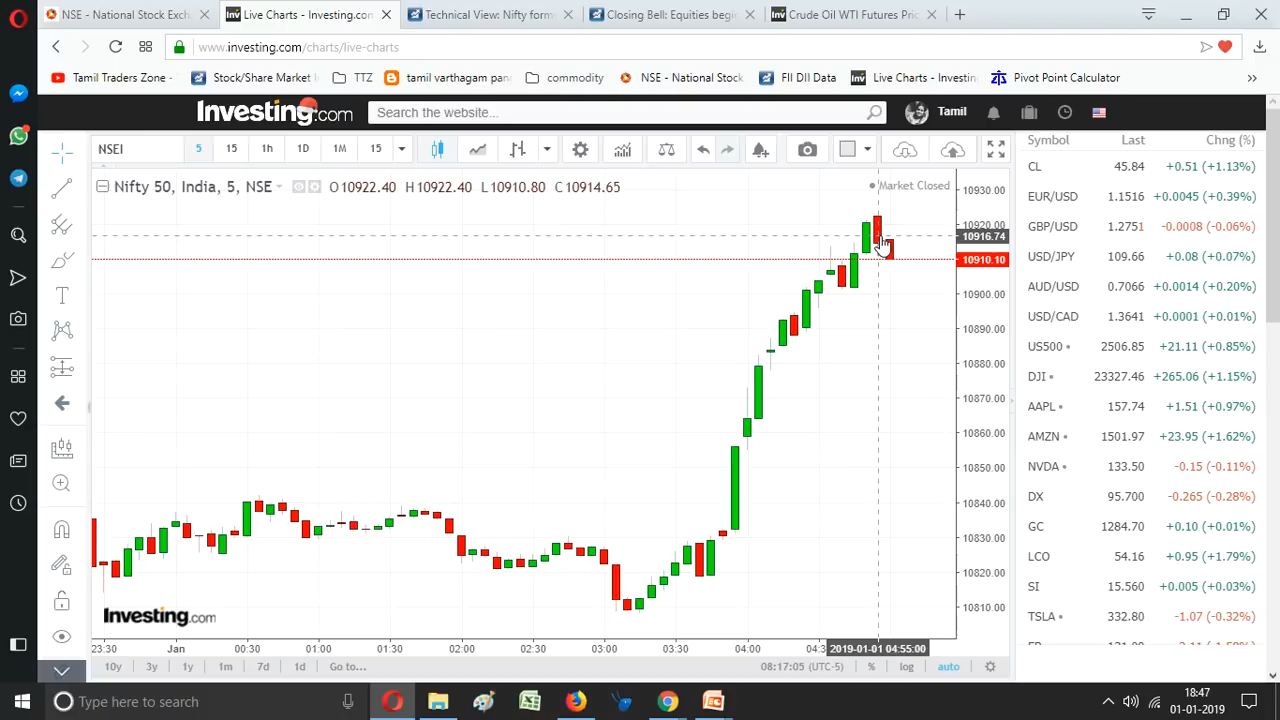 NSE - National Stock Exch
Live Charts - Investing.com
Technical View: Nifty form
Closing Bell: Equities begi
Crude Oil WTI Futures Pric
www.investing.com/charts/live-charts
Tamil Traders Zone -
Stock/Share Market I
TTZ
tamil varthagam pan
commodity
NSE - National Stock
FII DII Data
Live Charts - Investin
Pivot Point Calculator
Investing.com
Search the website...
Tamil
NSEI
5
15
1h
1D
1M
15
Nifty 50, India, 5, NSE
O10922.40 H10922.40 L10910.80 C10914.65
Market Closed
10930.00
10920.00
10916.74
10910.10
10900.00
10890.00
10880.00
10870.00
10860.00
10850.00
10840.00
10830.00
10820.00
10810.00
Investing.com
23:30
Jan
00:30
01:00
01:30
02:00
02:30
03:00
03:30
04:00
04:3
2019-01-01 04:55:00
10y
3y
1y
1m
7d
1d
Go to...
08:17:05 (UTC-5)
%
log
auto
Symbol Last Chng (%)
CL 45.84 +0.51 (+1.13%)
EUR/USD 1.1516 +0.0045 (+0.39%)
GBP/USD 1.2751 -0.0008 (-0.06%)
USD/JPY 109.66 +0.08 (+0.07%)
AUD/USD 0.7066 +0.0014 (+0.20%)
USD/CAD 1.3641 +0.0001 (+0.01%)
US500 2506.85 +21.11 (+0.85%)
DJI 23327.46 +265.06 (+1.15%)
AAPL 157.74 +1.51 (+0.97%)
AMZN 1501.97 +23.95 (+1.62%)
NVDA 133.50 -0.15 (-0.11%)
DX 95.700 -0.265 (-0.28%)
GC 1284.70 +0.10 (+0.01%)
LCO 54.16 +0.95 (+1.79%)
SI 15.560 +0.005 (+0.03%)
TSLA 332.80 -1.07 (-0.32%)
Type here to search
18:47
01-01-2019